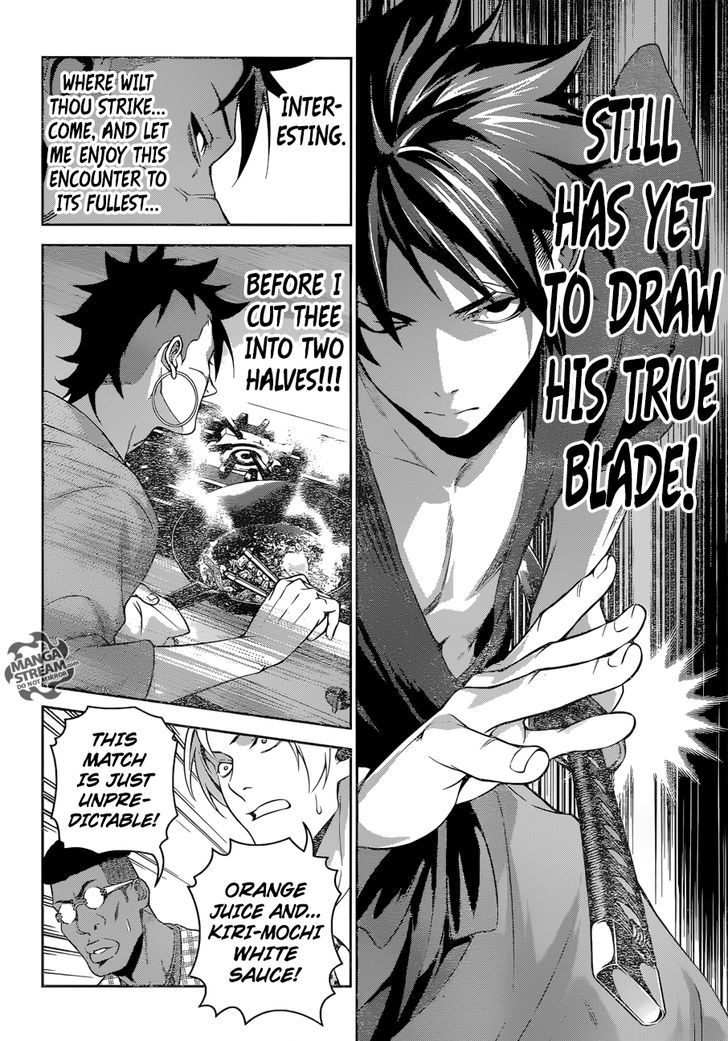 STILL
HAS YET
TO DRAW
HIS TRUE
BLADE!
INTER-
ESTING.
WHERE WILT
THOU STRIKE...
COME, AND LET
ME ENJOY THIS
ENCOUNTER TO
ITS FULLEST...
BEFORE I
CUT THEE
INTO TWO
HALVES!!!
MANGA
STREAM.com
DO NOT MIRROR!
THIS
MATCH
IS JUST
UNPRE-
DICTABLE!
ORANGE
JUICE AND...
KIRI-MOCHI
WHITE
SAUCE!